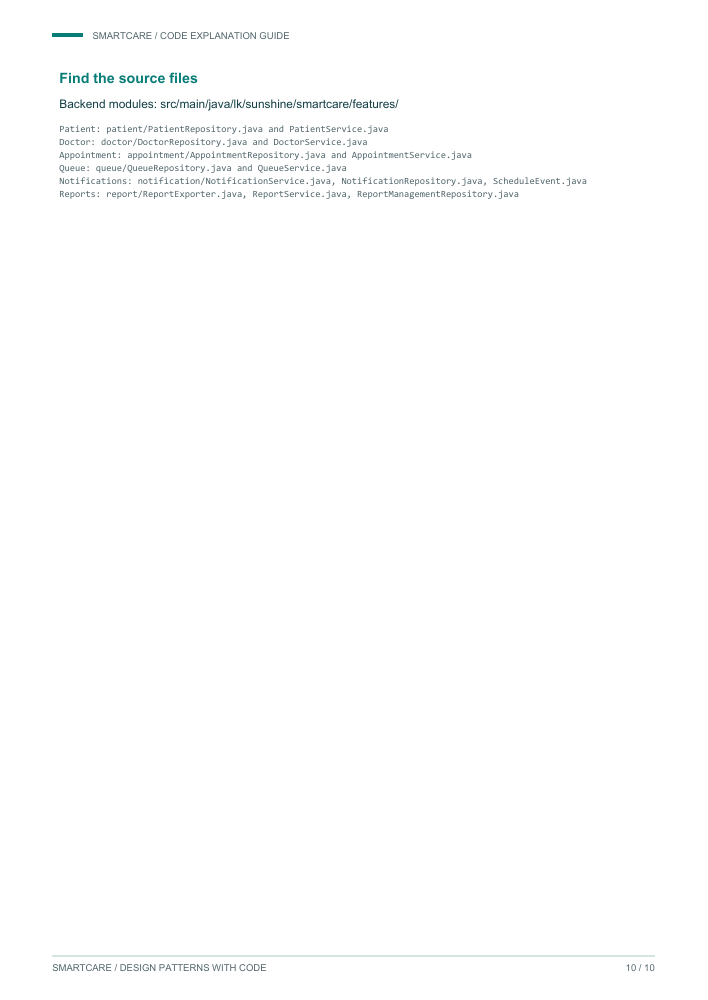 SMARTCARE / CODE EXPLANATION GUIDE
Find the source files
Backend modules: src/main/java/lk/sunshine/smartcare/features/
Patient: patient/PatientRepository.java and PatientService.java
Doctor: doctor/DoctorRepository.java and DoctorService.java
Appointment: appointment/AppointmentRepository.java and AppointmentService.java
Queue: queue/QueueRepository.java and QueueService.java
Notifications: notification/NotificationService.java, NotificationRepository.java, ScheduleEvent.java
Reports: report/ReportExporter.java, ReportService.java, ReportManagementRepository.java
SMARTCARE / DESIGN PATTERNS WITH CODE
10 / 10